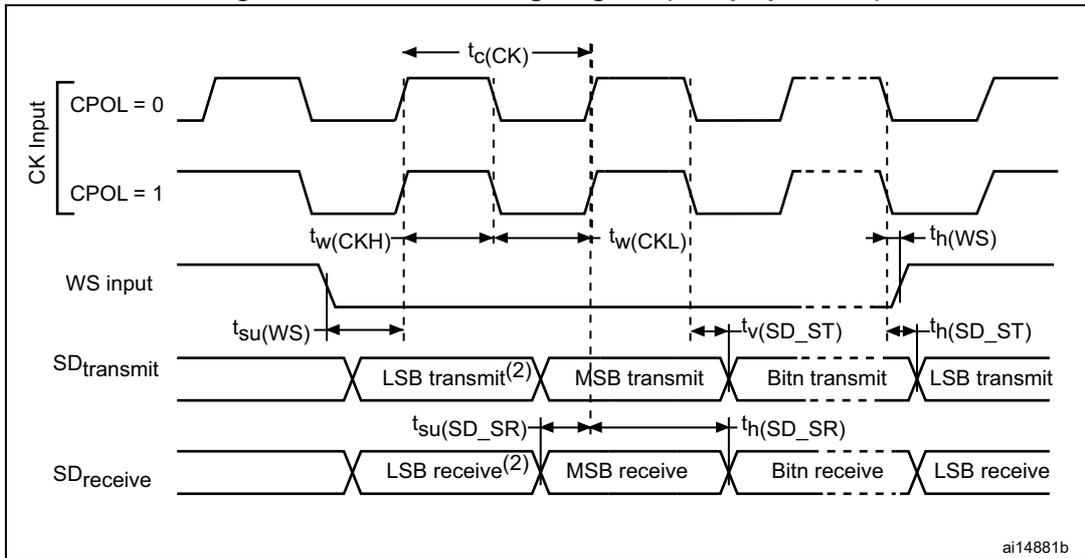 tc(CK)
CK Input
CPOL = 0
CPOL = 1
tw(CKH)
tw(CKL)
th(WS)
WS input
tsu(WS)
tv(SD_ST)
th(SD_ST)
SDtransmit
LSB transmit(2)
MSB transmit
Bitn transmit
LSB transmit
tsu(SD_SR)
th(SD_SR)
SDreceive
LSB receive(2)
MSB receive
Bitn receive
LSB receive
ai14881b